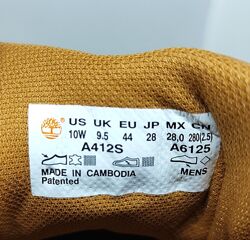 US UK EU JP MX CN
10W 9.5 44 28 28,0 280(2.5)
A412S A6125
MADE IN CAMBODIA MENS
Patented